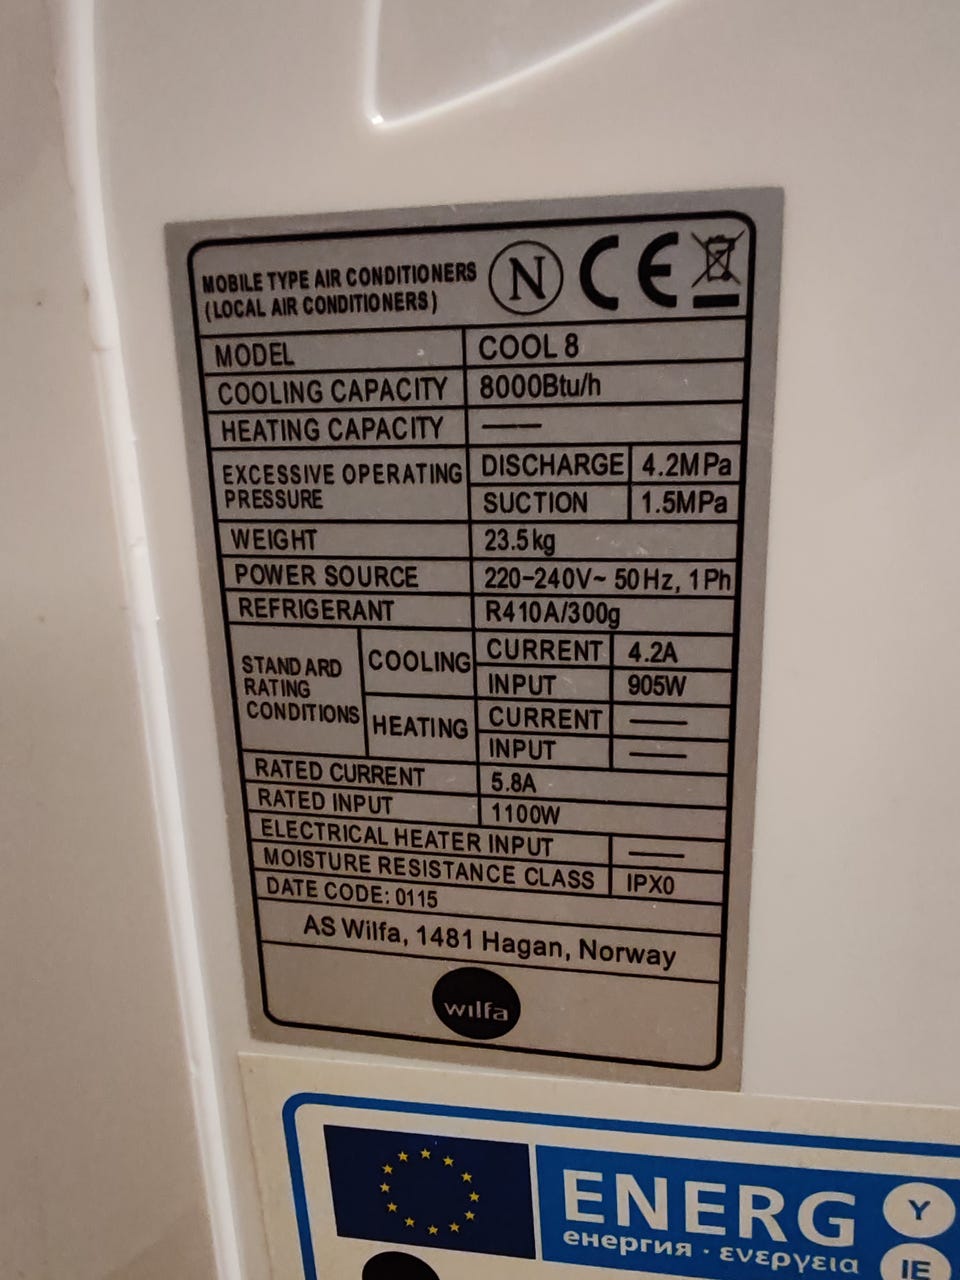 MOBILE TYPE AIR CONDITIONERS
(LOCAL AIR CONDITIONERS)
N CE
MODEL COOL 8
COOLING CAPACITY 8000Btu/h
HEATING CAPACITY ——
EXCESSIVE OPERATING PRESSURE DISCHARGE 4.2MPa
SUCTION 1.5MPa
WEIGHT 23.5kg
POWER SOURCE 220-240V~ 50Hz, 1Ph
REFRIGERANT R410A/300g
STANDARD RATING CONDITIONS COOLING CURRENT 4.2A
INPUT 905W
HEATING CURRENT ——
INPUT ——
RATED CURRENT 5.8A
RATED INPUT 1100W
ELECTRICAL HEATER INPUT ——
MOISTURE RESISTANCE CLASS IPX0
DATE CODE: 0115
AS Wilfa, 1481 Hagan, Norway
wilfa
ENERG Y
енергия · ενεργεια IE